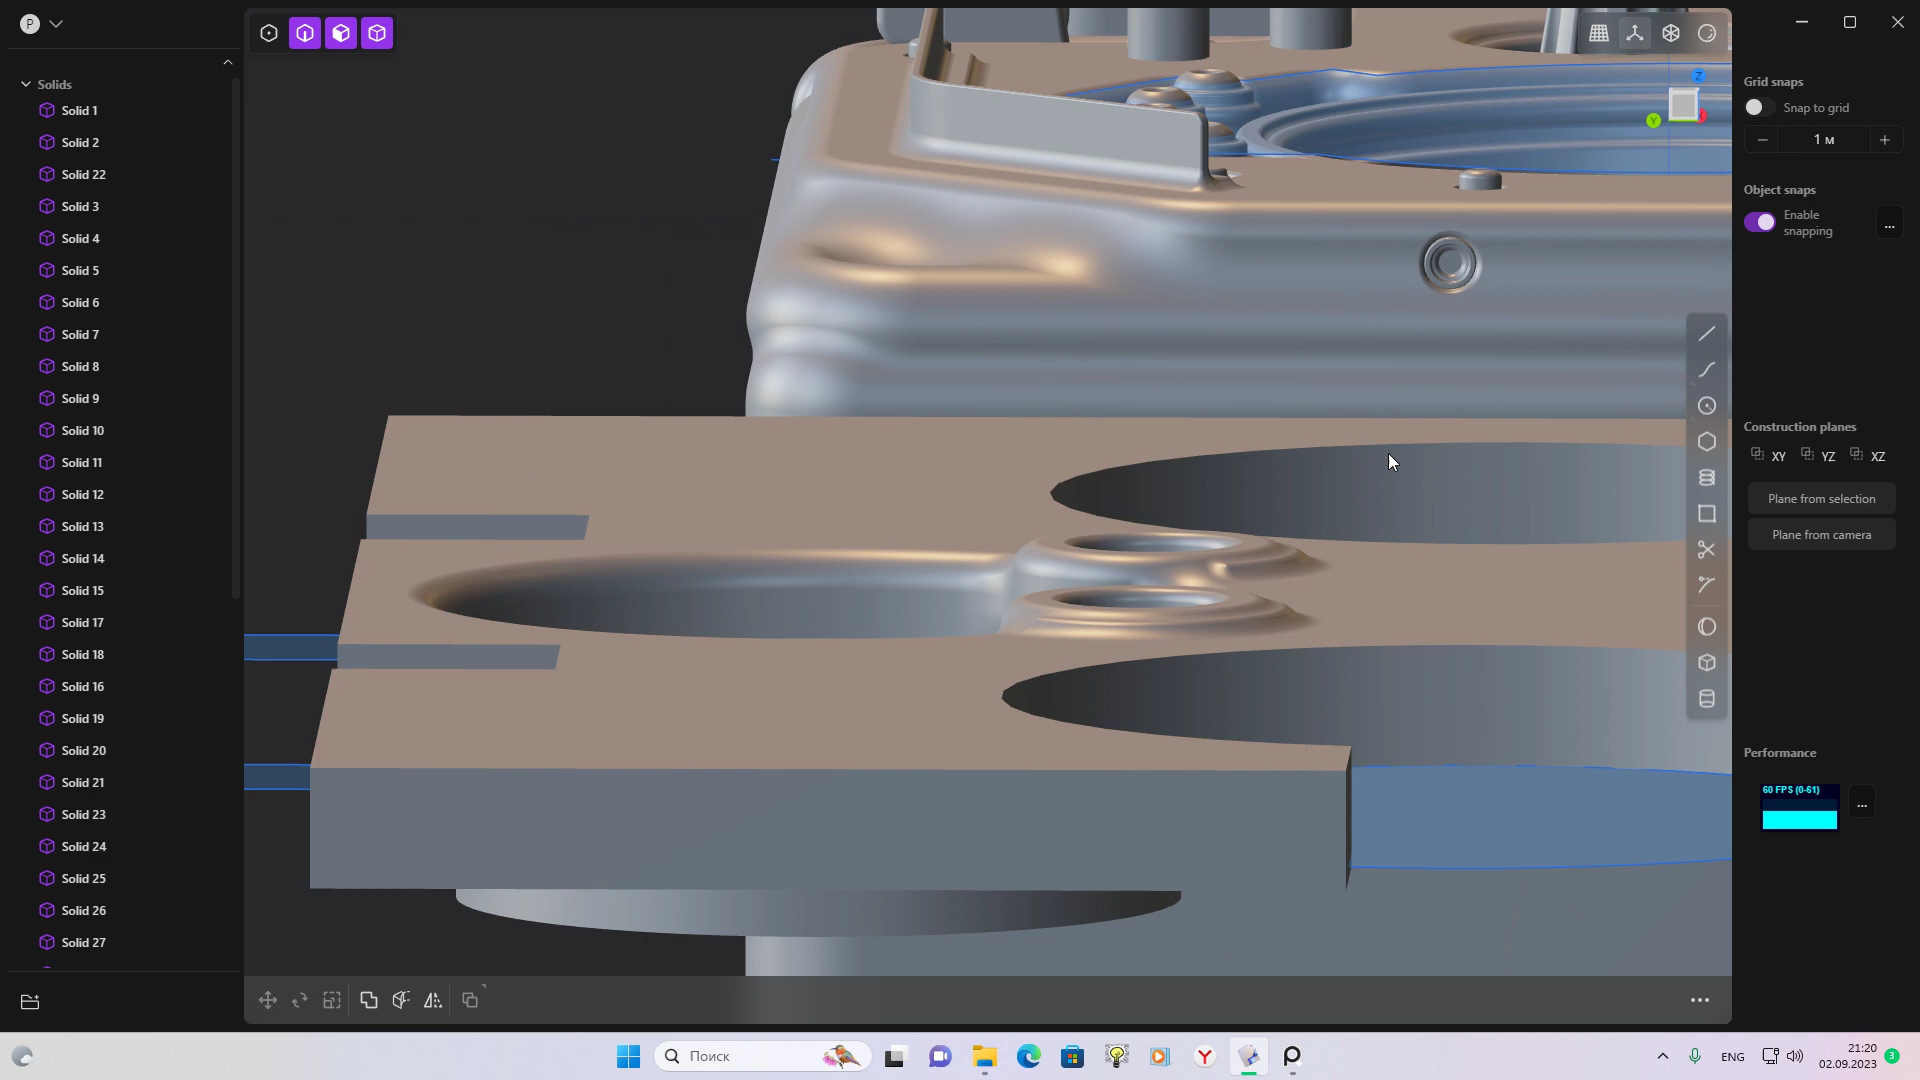 P
Solids
Solid 1
Solid 2
Solid 22
Solid 3
Solid 4
Solid 5
Solid 6
Solid 7
Solid 8
Solid 9
Solid 10
Solid 11
Solid 12
Solid 13
Solid 14
Solid 15
Solid 17
Solid 18
Solid 16
Solid 19
Solid 20
Solid 21
Solid 23
Solid 24
Solid 25
Solid 26
Solid 27
Z
Y
Grid snaps
Snap to grid
1 м
Object snaps
Enable
snapping
...
Construction planes
XY YZ XZ
Plane from selection
Plane from camera
Performance
60 FPS (0-61)
...
Поиск
ENG
21:20
02.09.2023
3